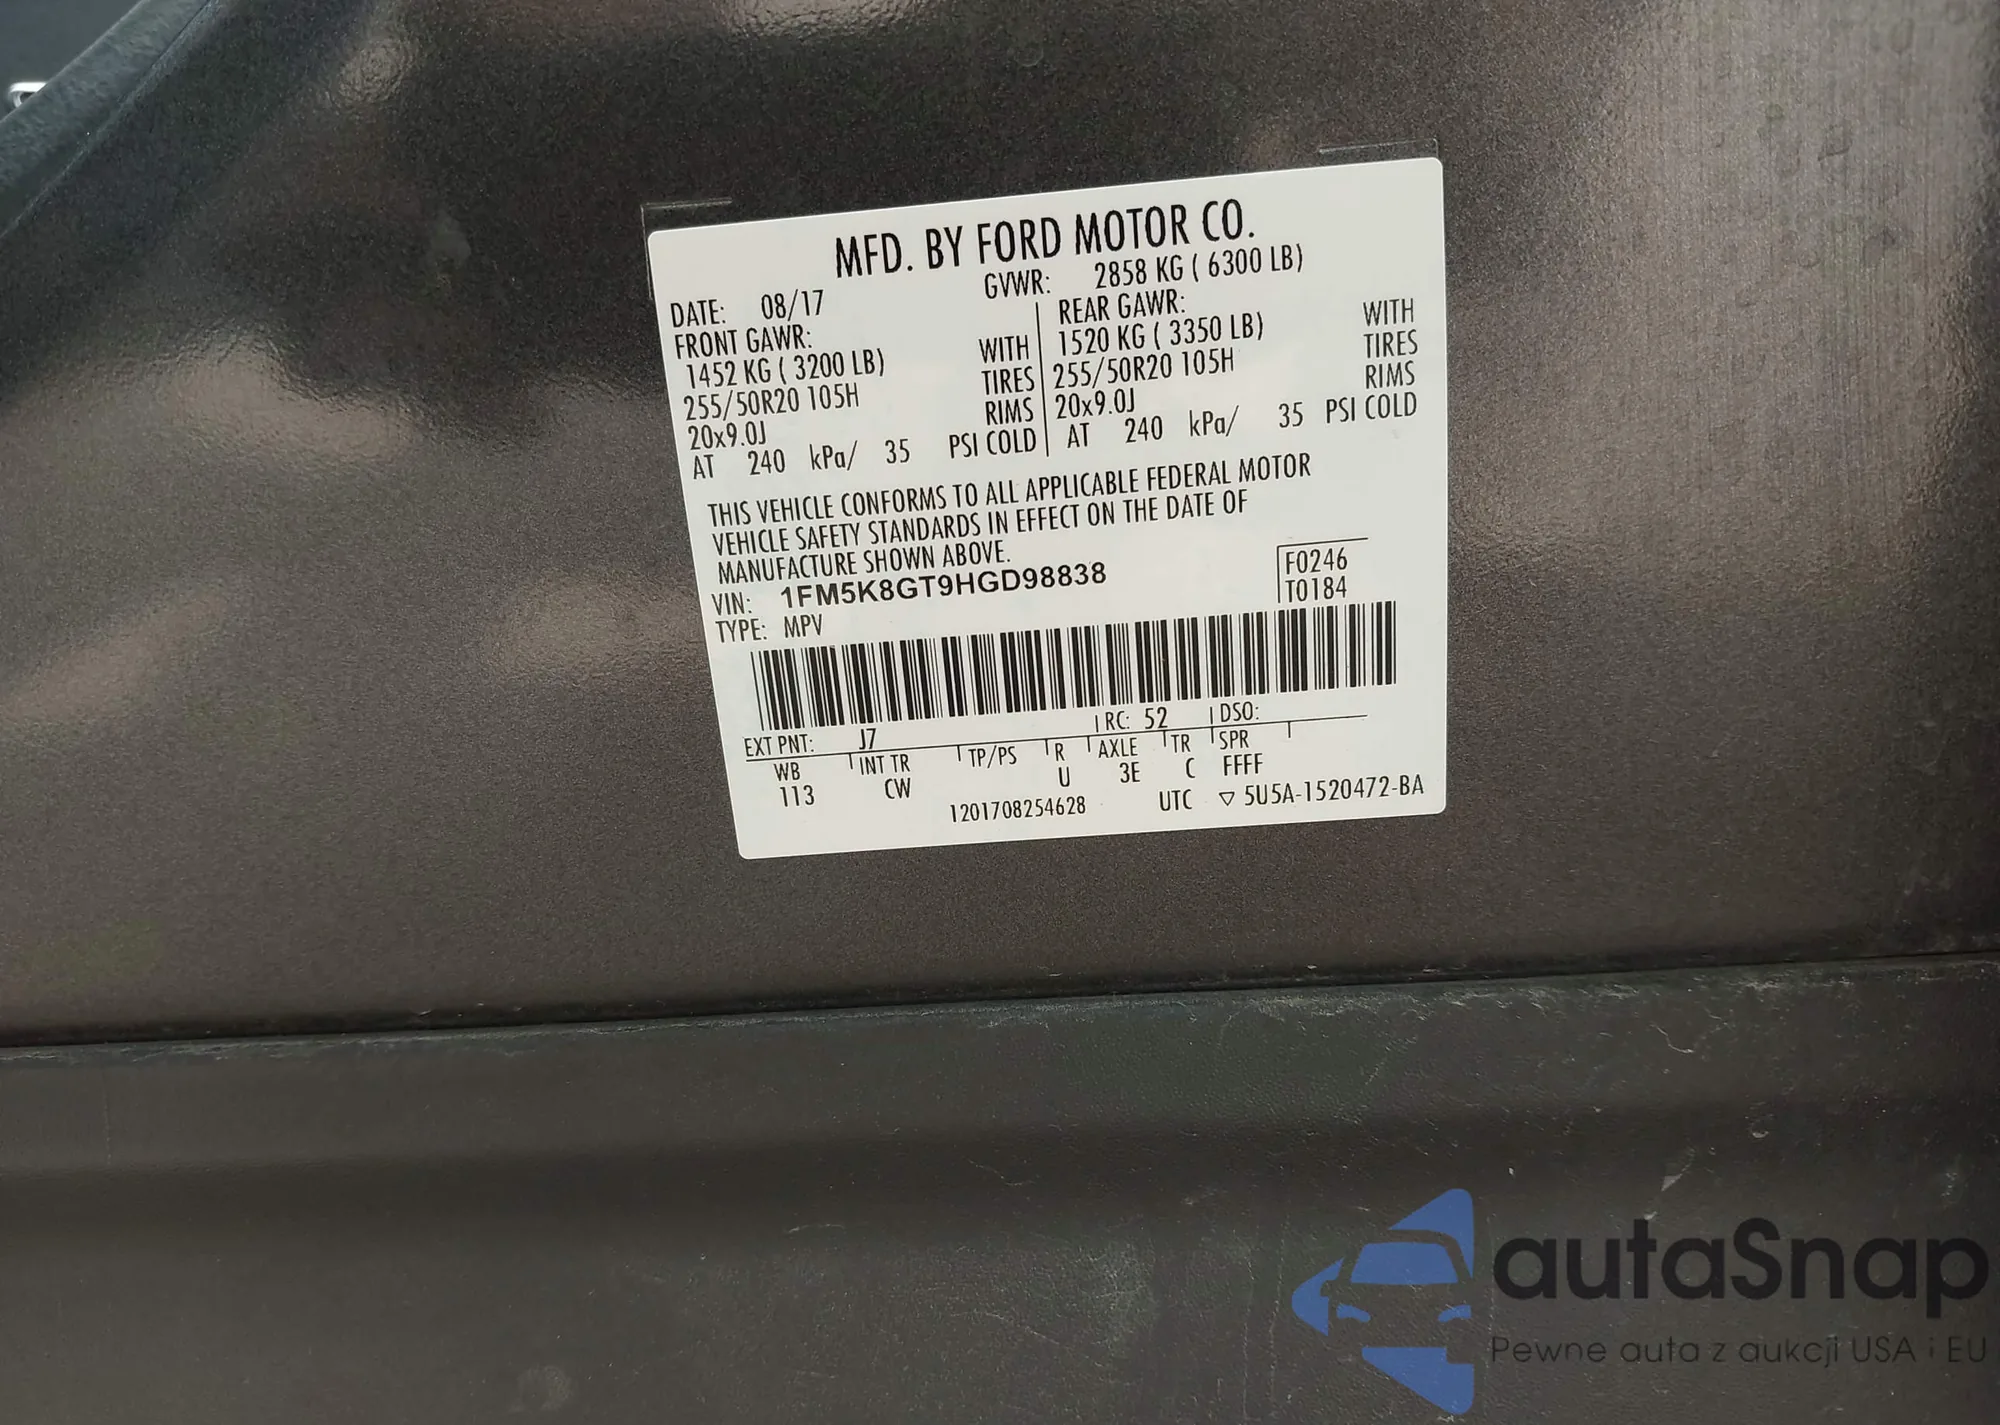 MFD. BY FORD MOTOR CO.
DATE: 08/17 GVWR: 2858 KG ( 6300 LB)
FRONT GAWR: REAR GAWR:
1452 KG ( 3200 LB) WITH 1520 KG ( 3350 LB) WITH
255/50R20 105H TIRES 255/50R20 105H TIRES
20x9.0J RIMS 20x9.0J RIMS
AT 240 kPa/ 35 PSI COLD AT 240 kPa/ 35 PSI COLD
THIS VEHICLE CONFORMS TO ALL APPLICABLE FEDERAL MOTOR
VEHICLE SAFETY STANDARDS IN EFFECT ON THE DATE OF
MANUFACTURE SHOWN ABOVE.
VIN: 1FM5K8GT9HGD98838 F0246
TYPE: MPV T0184
EXT PNT: J7 RC: 52 DSO:
WB INT TR TP/PS R AXLE TR SPR
113 CW U 3E C FFFF
1201708254628 UTC ▽ 5U5A-1520472-BA
autaSnap
Pewne auta z aukcji USA i EU